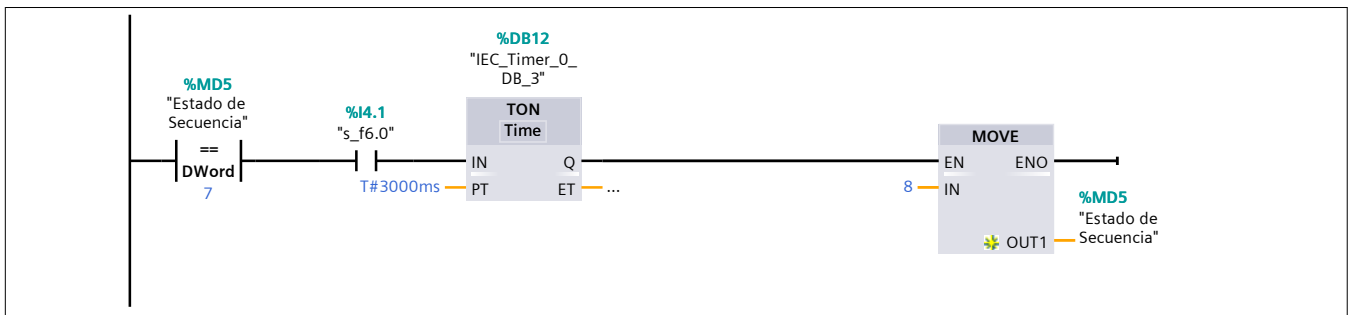 %DB12
"IEC_Timer_0_
DB_3"
%MD5
"Estado de
Secuencia"
==
DWord
7
%I4.1
"s_f6.0"
TON
Time
IN
Q
T#3000ms
PT
ET
...
MOVE
EN
ENO
8
IN
OUT1
%MD5
"Estado de
Secuencia"